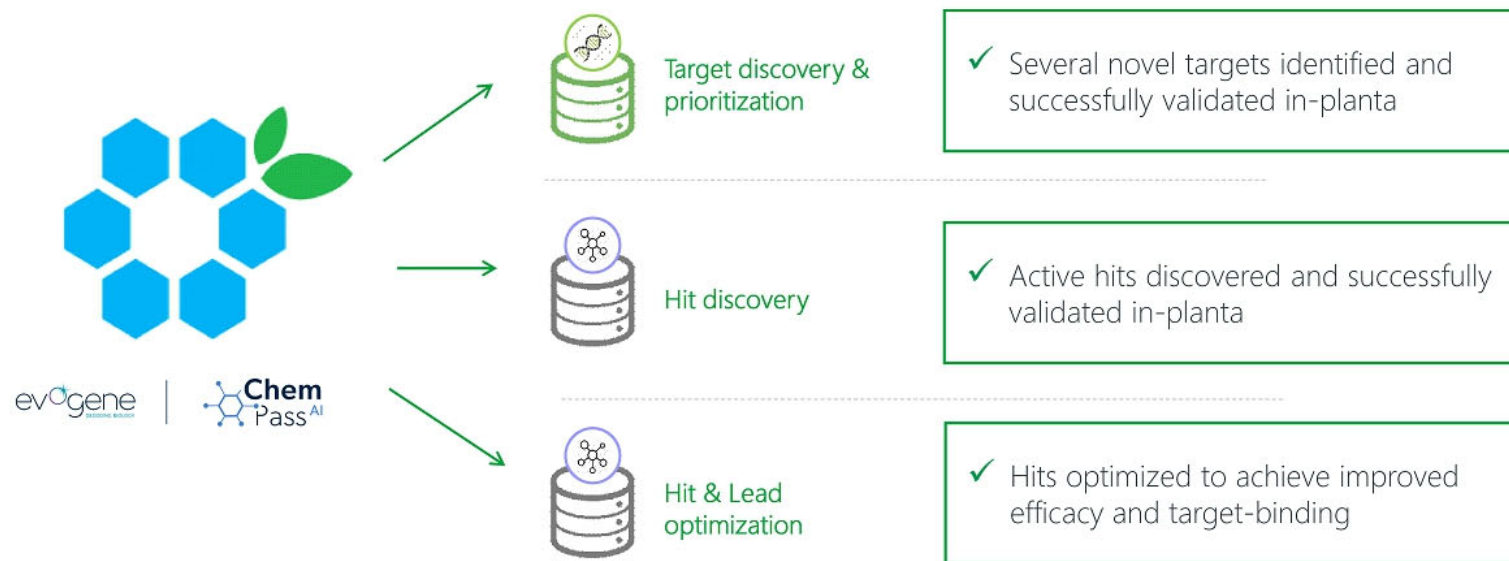 Target discovery &
prioritization
✓ Several novel targets identified and
successfully validated in-planta
Hit discovery
✓ Active hits discovered and successfully
validated in-planta
evogene
DECODING BIOLOGY
Chem
Pass AI
Hit & Lead
optimization
✓ Hits optimized to achieve improved
efficacy and target-binding